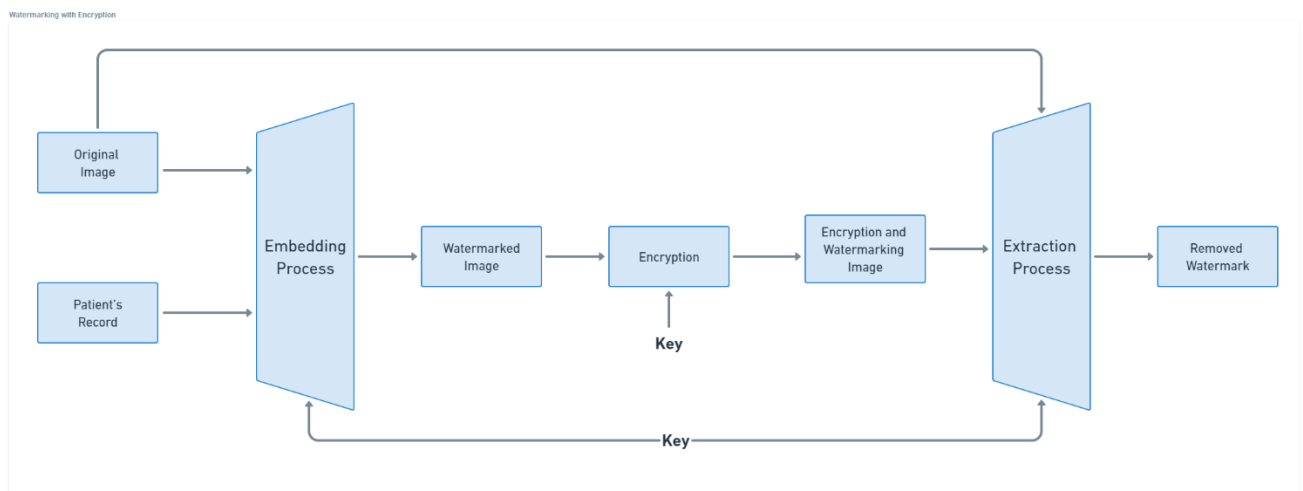 Watermarking with Encryption
Original
Image
Patient's
Record
Embedding
Process
Watermarked
Image
Encryption
Key
Encryption and
Watermarking
Image
Extraction
Process
Removed
Watermark
Key